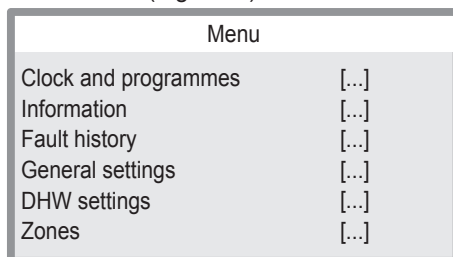 Menu
Clock and programmes [...]
Information [...]
Fault history [...]
General settings [...]
DHW settings [...]
Zones [...]